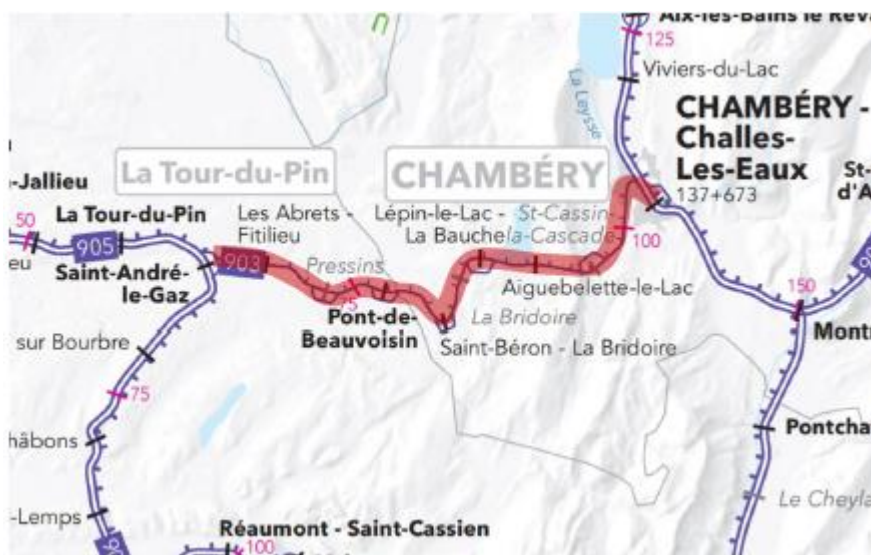 Aix-les-Bains le Reva
125
Viviers-du-Lac
La Leysse
CHAMBÉRY -
Challes-
Les-Eaux
137+673
St-
d'A
La Tour-du-Pin
CHAMBÉRY
-Jallieu
50
La Tour-du-Pin
905
Les Abrets -
Fitilieu
Lépin-le-Lac -
La Bauche
St-Cassin-
la-Cascade
100
Saint-André-
le-Gaz
903
Pressins
75
Aiguebelette-le-Lac
Pont-de-
Beauvoisin
La Bridoire
Saint-Béron - La Bridoire
150
Montm
sur Bourbre
75
hâbons
Pontcha
-Lemps
Le Cheyla
Réaumont - Saint-Cassien
100